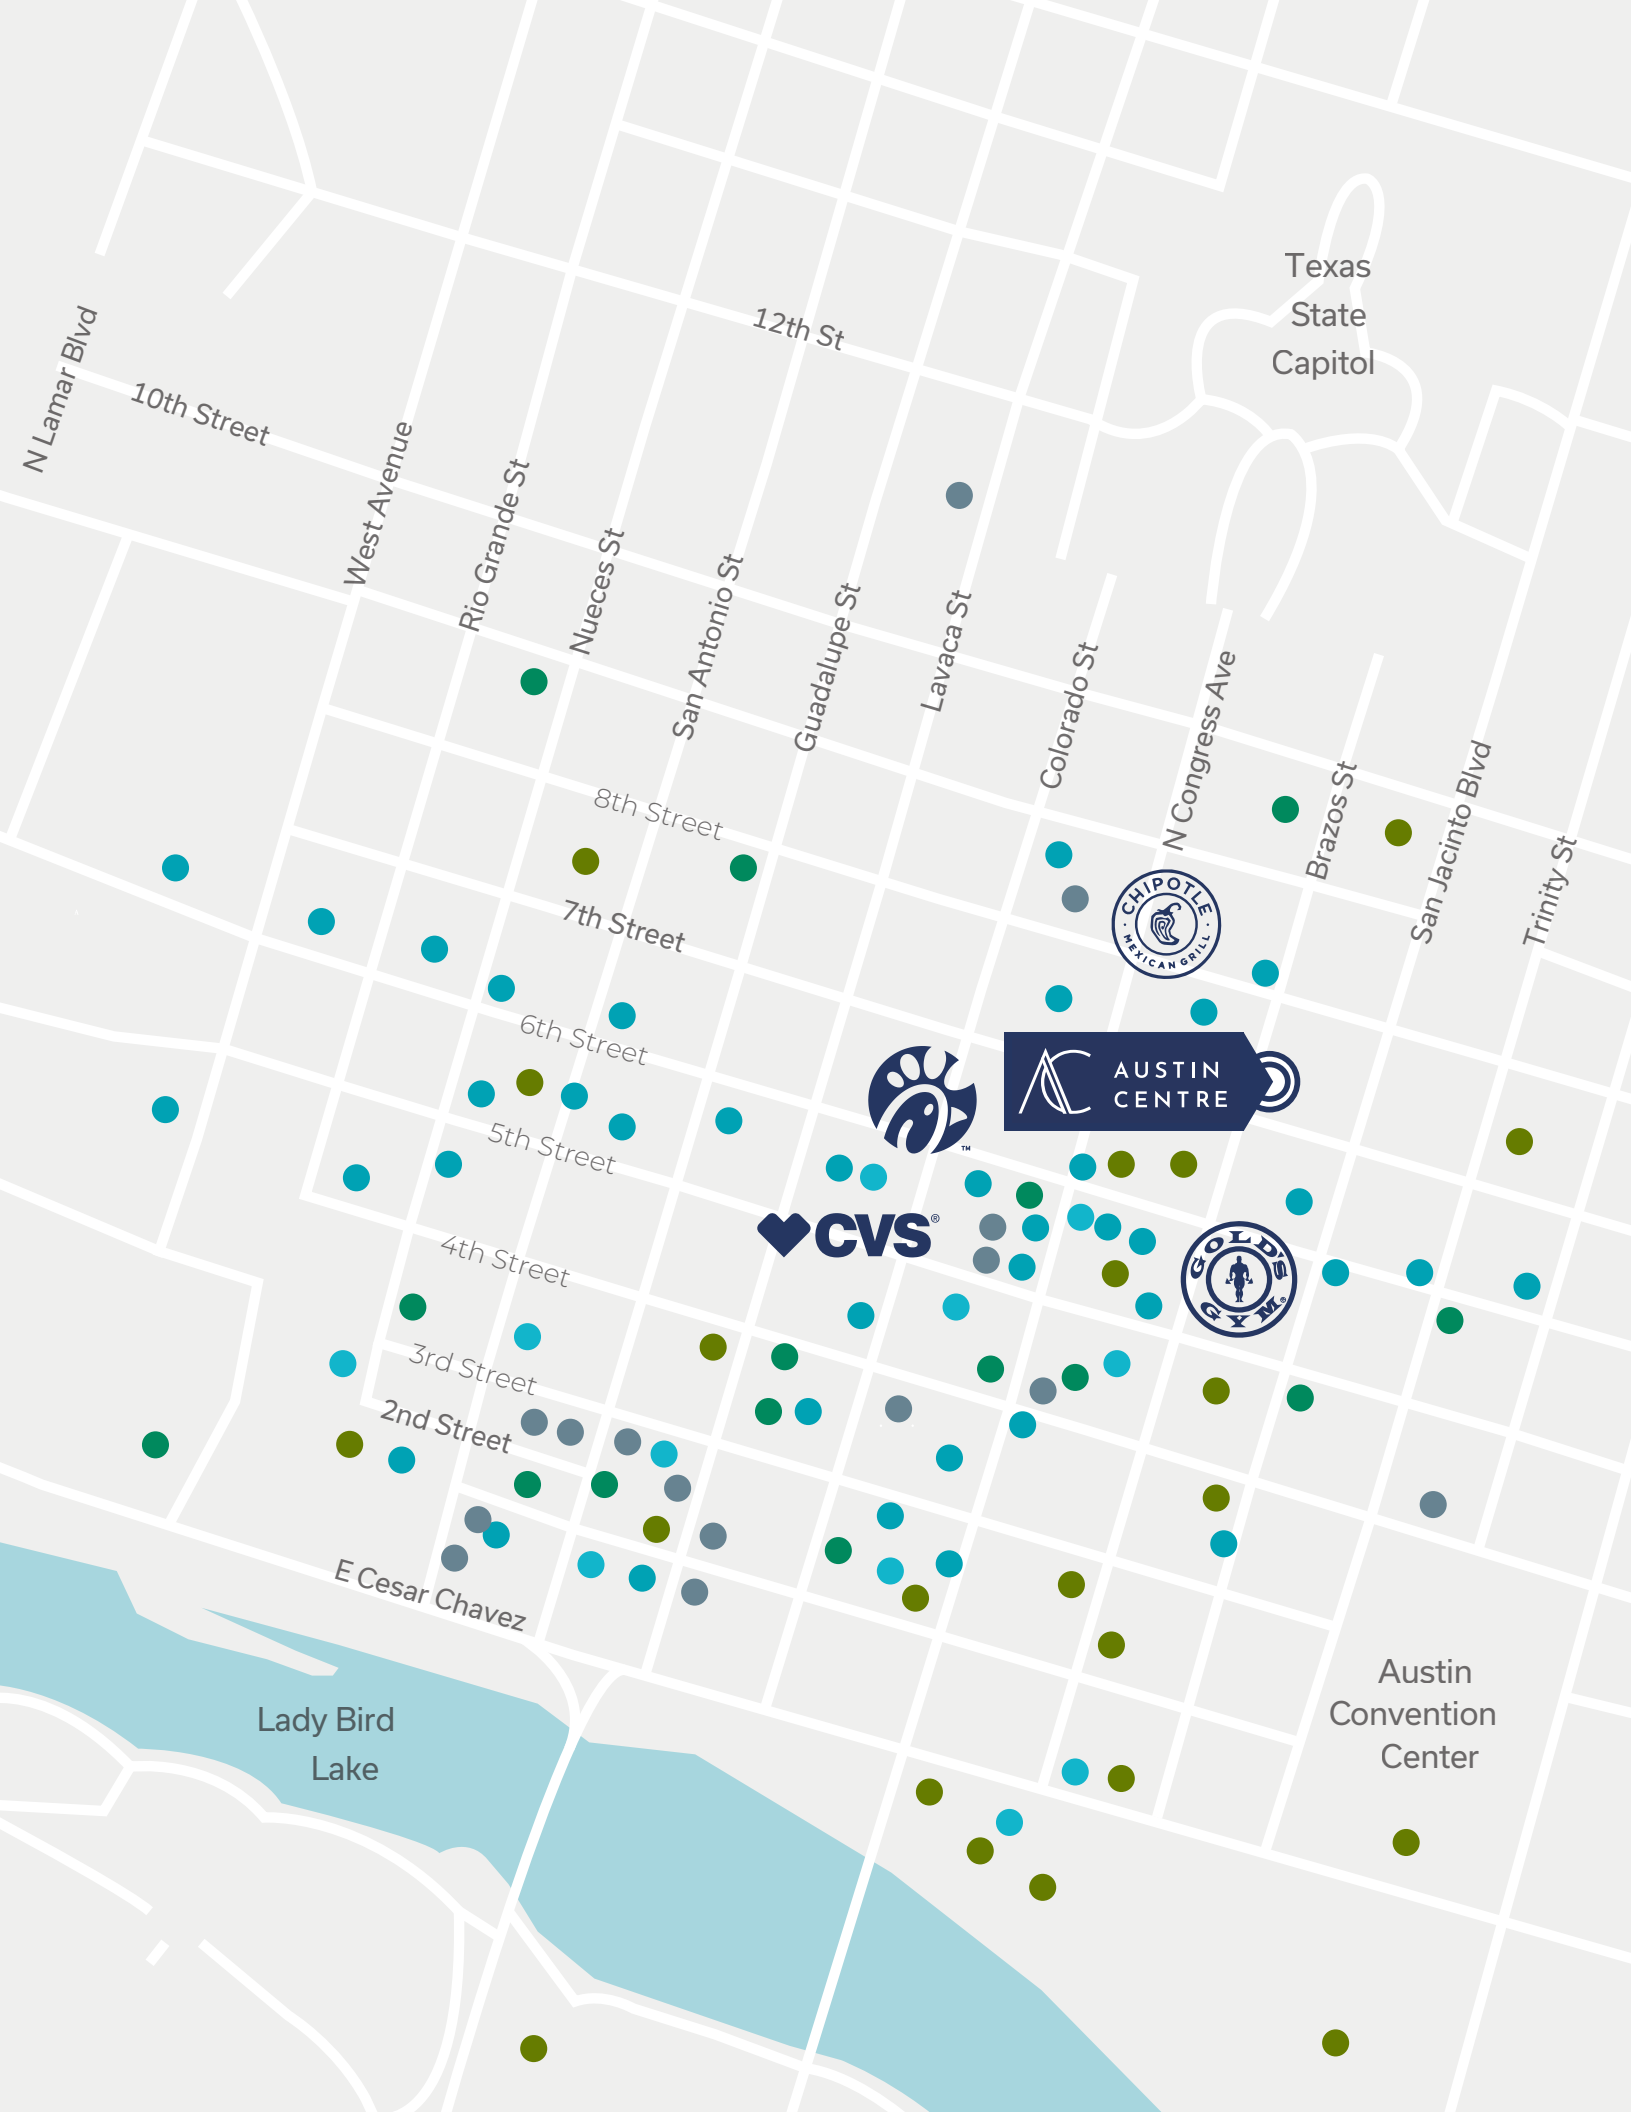 Texas
State
Capitol
12th St
N Lamar Blvd
10th Street
West Avenue
Rio Grande St
Nueces St
San Antonio St
Guadalupe St
Lavaca St
Colorado St
N Congress Ave
Brazos St
San Jacinto Blvd
Trinity St
8th Street
7th Street
CHIPOTLE
· MEXICAN GRILL ·
6th Street
AC AUSTIN
CENTRE
5th Street
™
CVS®
4th Street
GOLD'S
GYM®
3rd Street
2nd Street
E Cesar Chavez
Lady Bird
Lake
Austin
Convention
Center